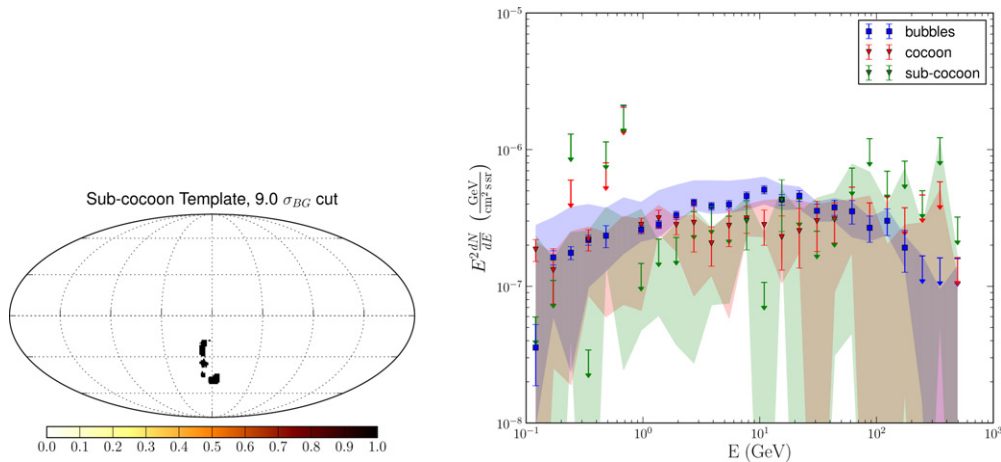 Sub-cocoon Template, 9.0 σ_BG cut
0.0 0.1 0.2 0.3 0.4 0.5 0.6 0.7 0.8 0.9 1.0
10^-5
10^-6
10^-7
10^-8
E^2 dN/dE (GeV / cm^2 s sr)
bubbles
cocoon
sub-cocoon
10^-1 10^0 10^1 10^2 10^3
E (GeV)